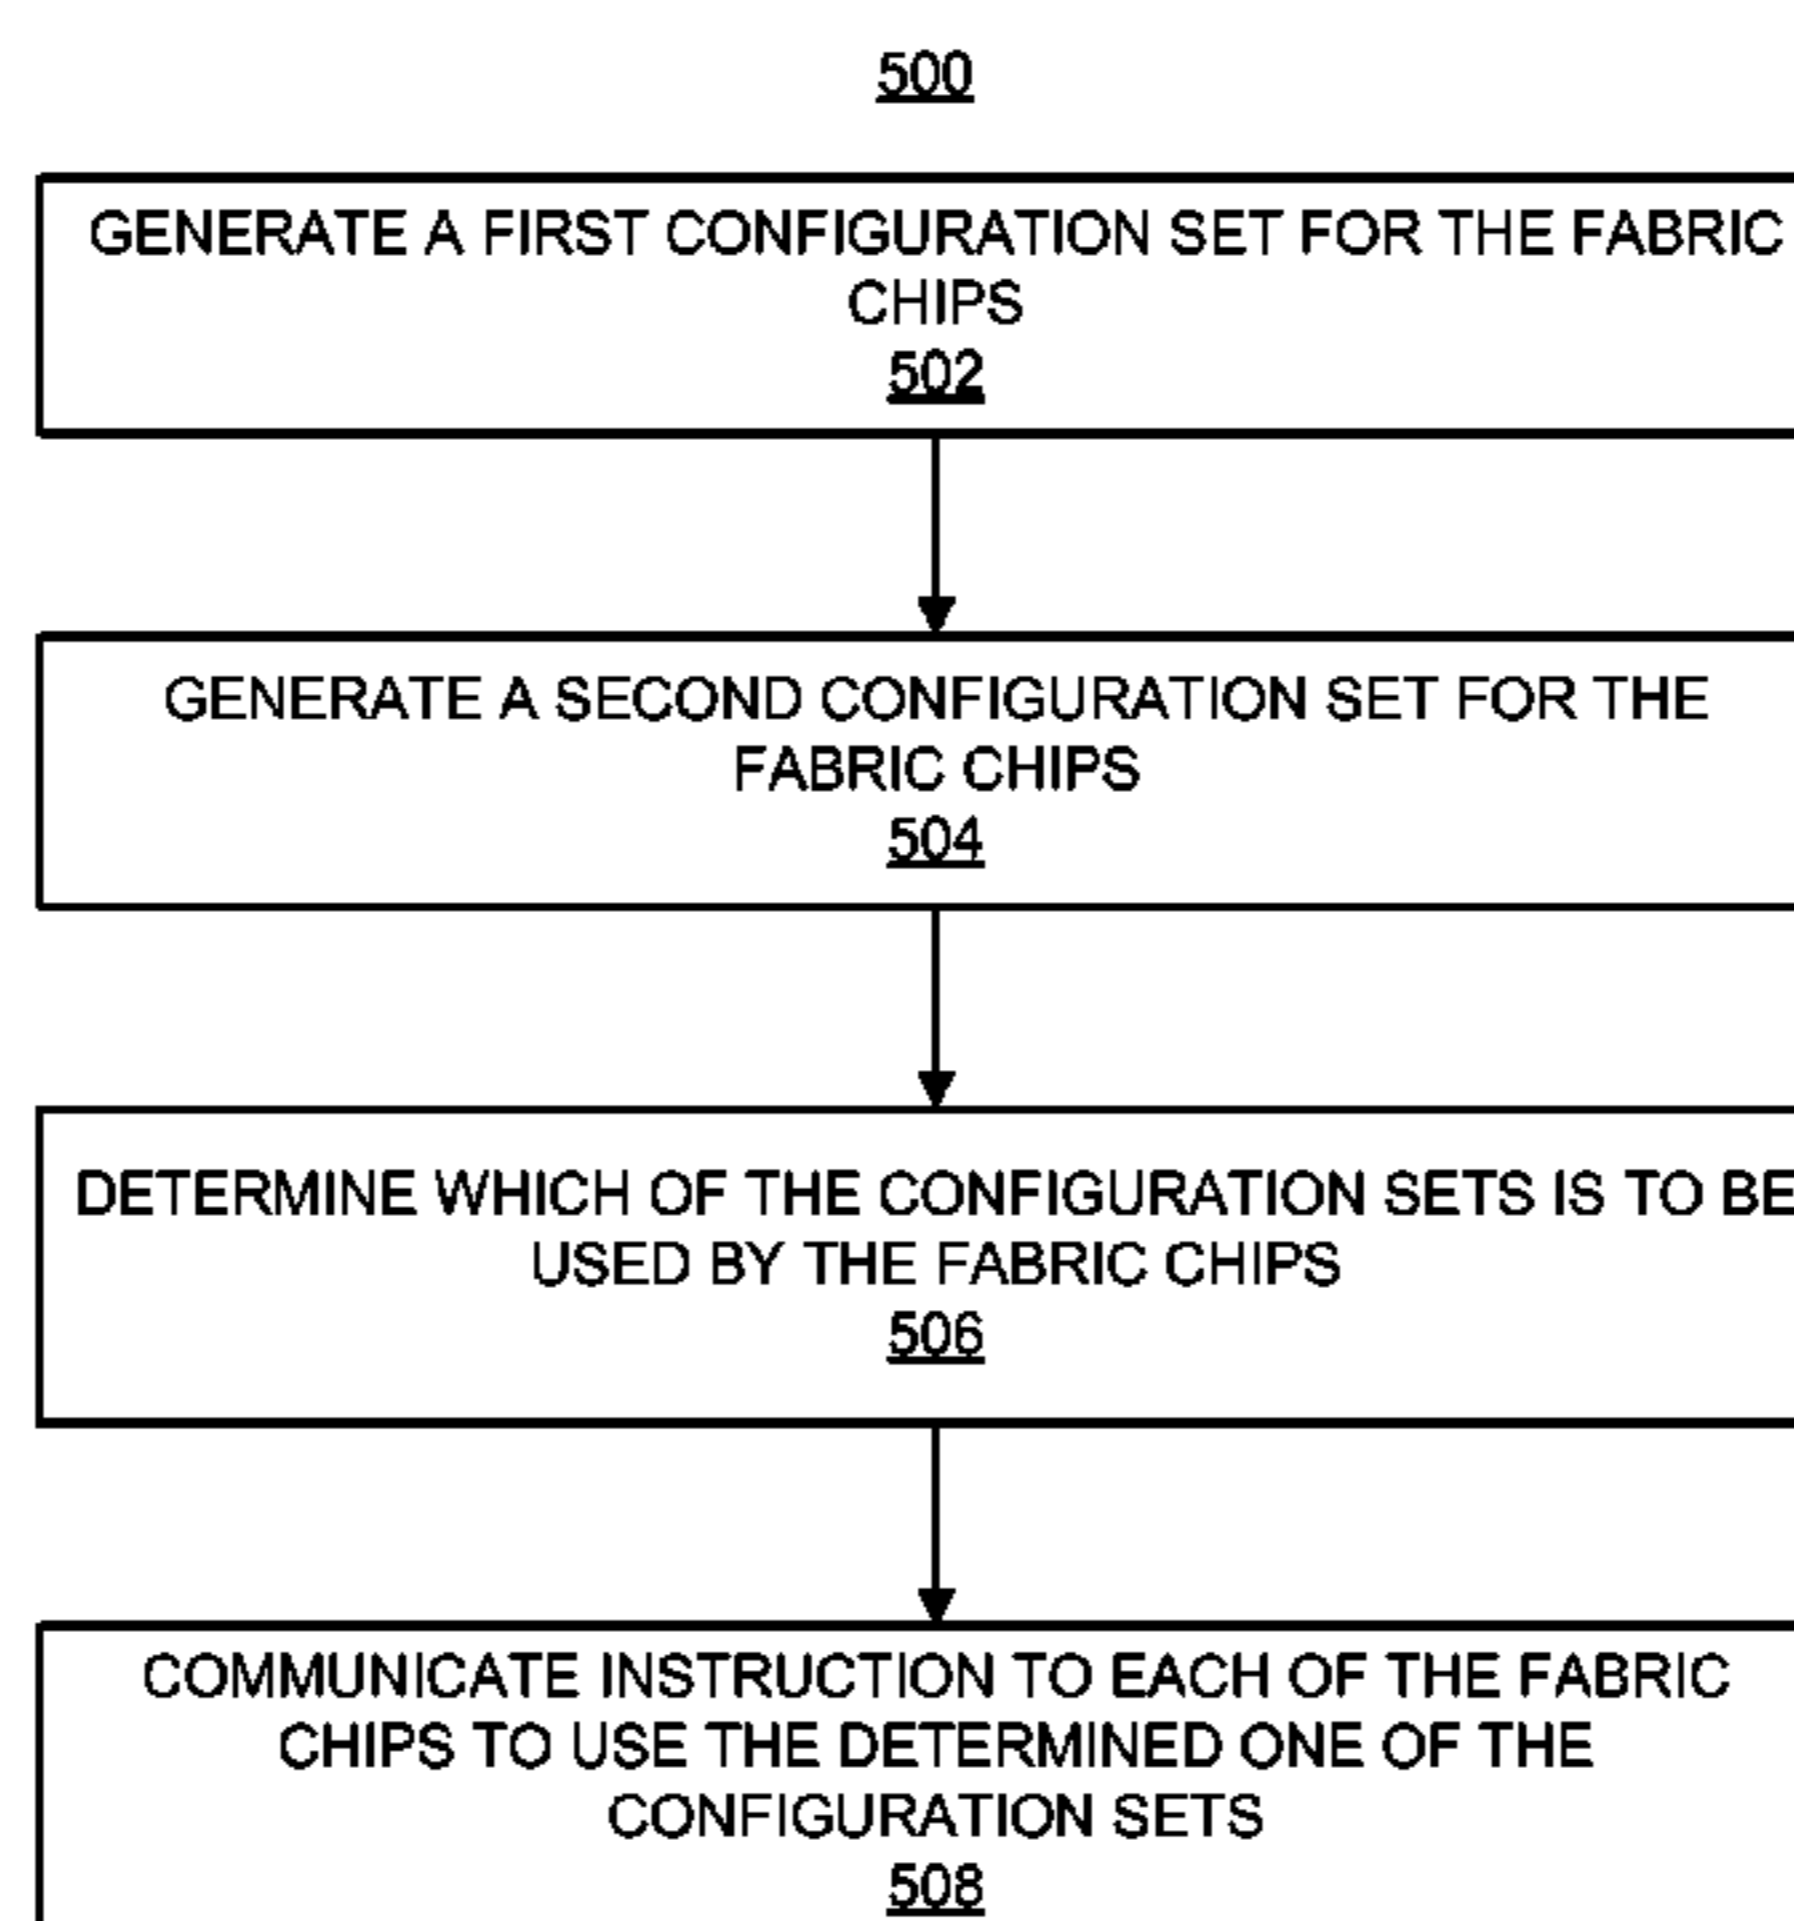 500
GENERATE A FIRST CONFIGURATION SET FOR THE FABRIC
CHIPS
502
GENERATE A SECOND CONFIGURATION SET FOR THE
FABRIC CHIPS
504
DETERMINE WHICH OF THE CONFIGURATION SETS IS TO BE
USED BY THE FABRIC CHIPS
506
COMMUNICATE INSTRUCTION TO EACH OF THE FABRIC
CHIPS TO USE THE DETERMINED ONE OF THE
CONFIGURATION SETS
508